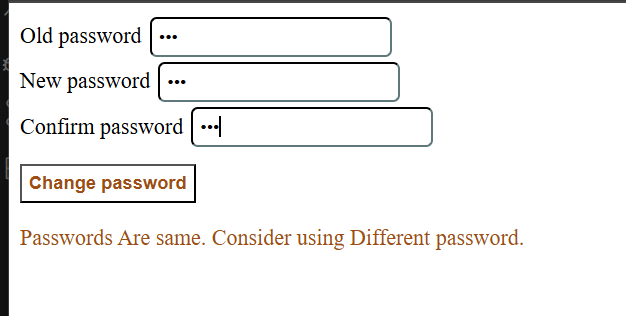 Old password •••
New password •••
Confirm password •••
Change password
Passwords Are same. Consider using Different password.